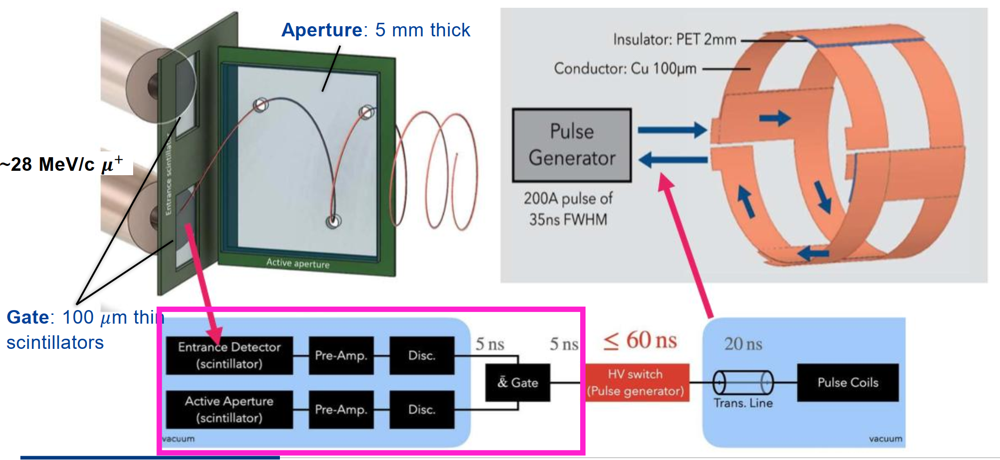 Aperture: 5 mm thick
Entrance scintillator
~28 MeV/c μ⁺
Active aperture
Gate: 100 μm thin
scintillators
Insulator: PET 2mm
Conductor: Cu 100μm
Pulse
Generator
200A pulse of
35ns FWHM
Entrance Detector
(scintillator)
Pre-Amp.
Disc.
5 ns
5 ns
≤ 60 ns
20 ns
&̄ Gate
HV switch
(Pulse generator)
Trans. Line
Pulse Coils
Active Aperture
(scintillator)
Pre-Amp.
Disc.
vacuum
vacuum